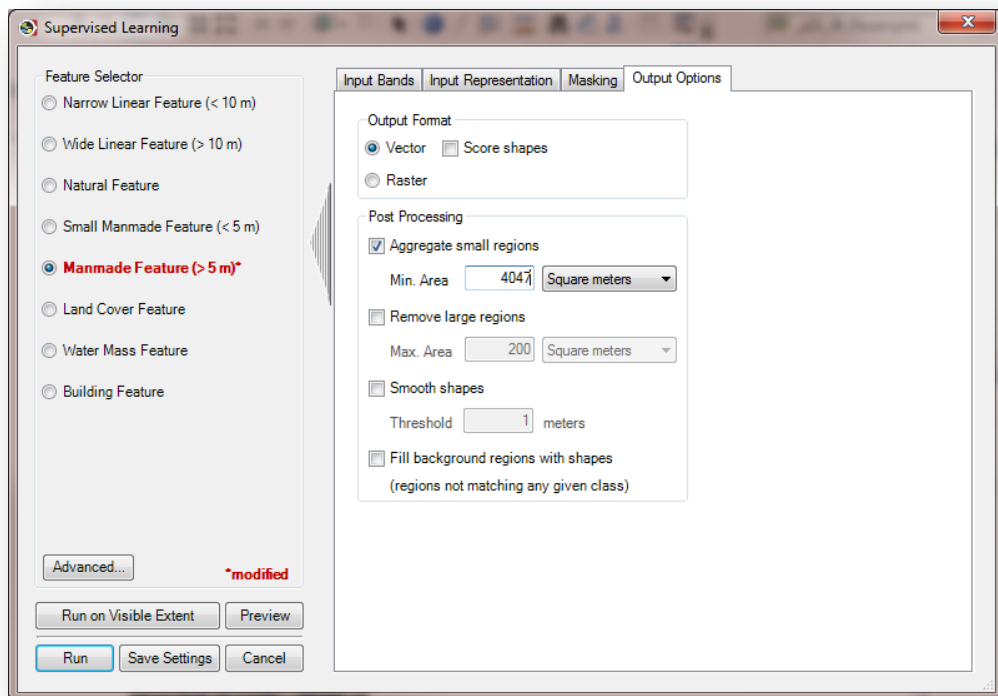 Supervised Learning
Feature Selector
Narrow Linear Feature (< 10 m)
Wide Linear Feature (> 10 m)
Natural Feature
Small Manmade Feature (< 5 m)
Manmade Feature (> 5 m)*
Land Cover Feature
Water Mass Feature
Building Feature
Advanced...
*modified
Run on Visible Extent
Preview
Run
Save Settings
Cancel
Input Bands
Input Representation
Masking
Output Options
Output Format
Vector
Score shapes
Raster
Post Processing
Aggregate small regions
Min. Area 4047 Square meters
Remove large regions
Max. Area 200 Square meters
Smooth shapes
Threshold 1 meters
Fill background regions with shapes
(regions not matching any given class)